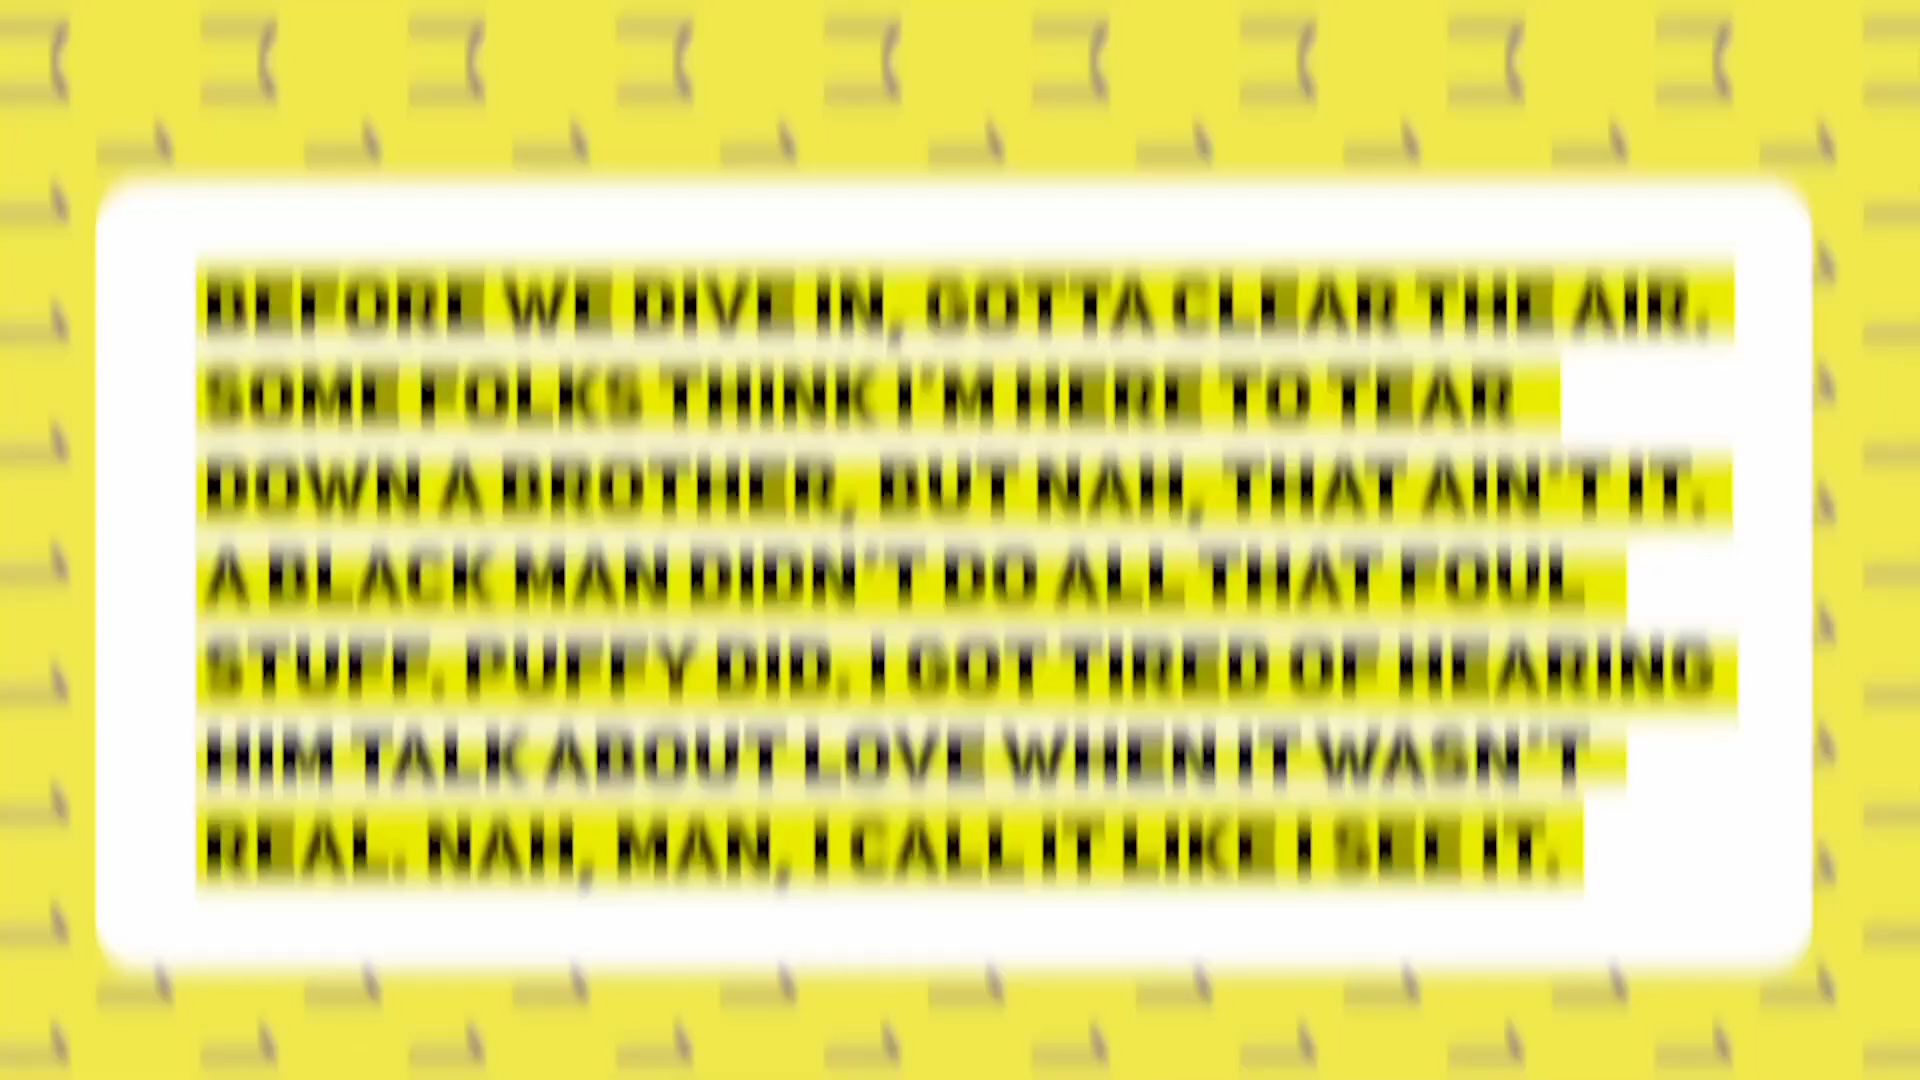 BEFORE WE DIVE IN, GOTTA CLEAR THE AIR.
SOME FOLKS THINK I'M HERE TO TEAR
DOWN A BROTHER, BUT NAH, THAT AIN'T IT.
A BLACK MAN DIDN'T DO ALL THAT FOUL
STUFF, PUFFY DID. I GOT TIRED OF HEARING
HIM TALK ABOUT LOVE WHEN IT WASN'T
REAL. NAH, MAN, I CALL IT LIKE I SEE IT.